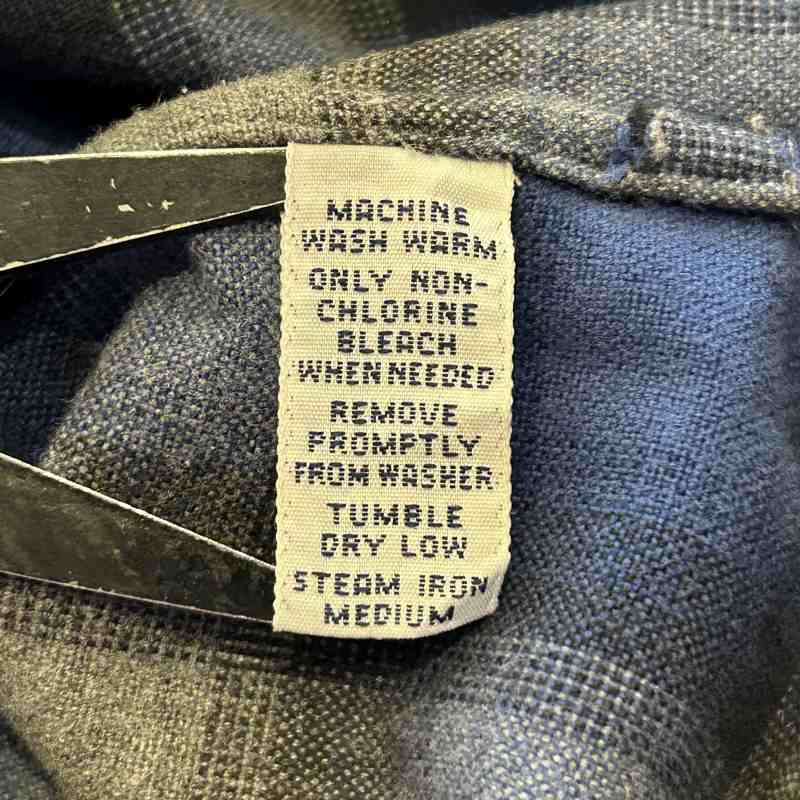 MACHINE
WASH WARM
ONLY NON-
CHLORINE
BLEACH
WHEN NEEDED
REMOVE
PROMPTLY
FROM WASHER
TUMBLE
DRY LOW
STEAM IRON
MEDIUM